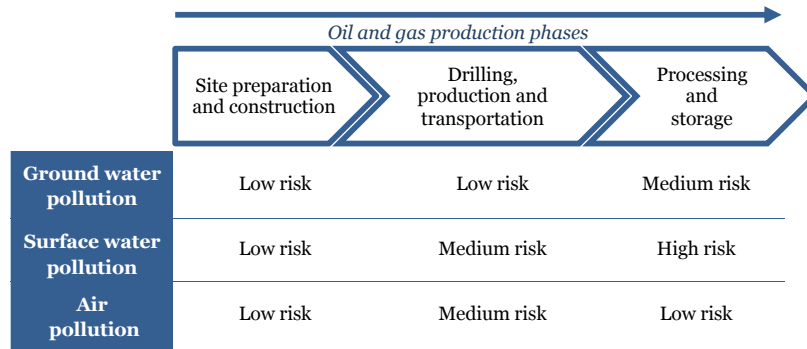 Oil and gas production phases
Site preparation
and construction
Drilling,
production and
transportation
Processing
and
storage
Ground water
pollution
Low risk
Low risk
Medium risk
Surface water
pollution
Low risk
Medium risk
High risk
Air
pollution
Low risk
Medium risk
Low risk